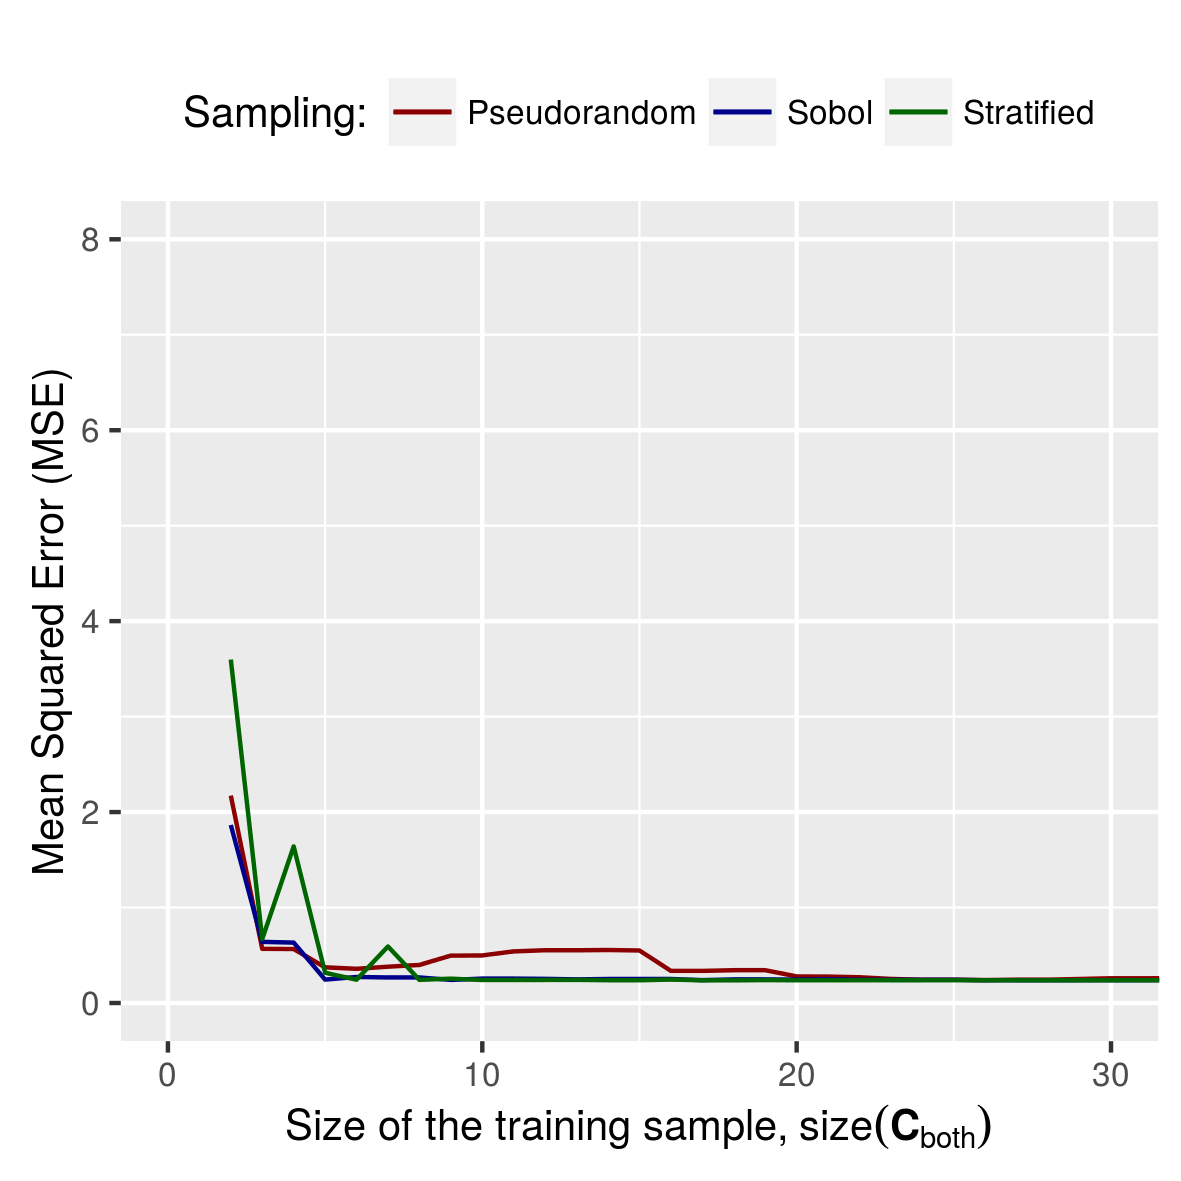 Sampling: Pseudorandom Sobol Stratified
8
6
4
2
0
Mean Squared Error (MSE)
0 10 20 30
Size of the training sample, size(C_both)